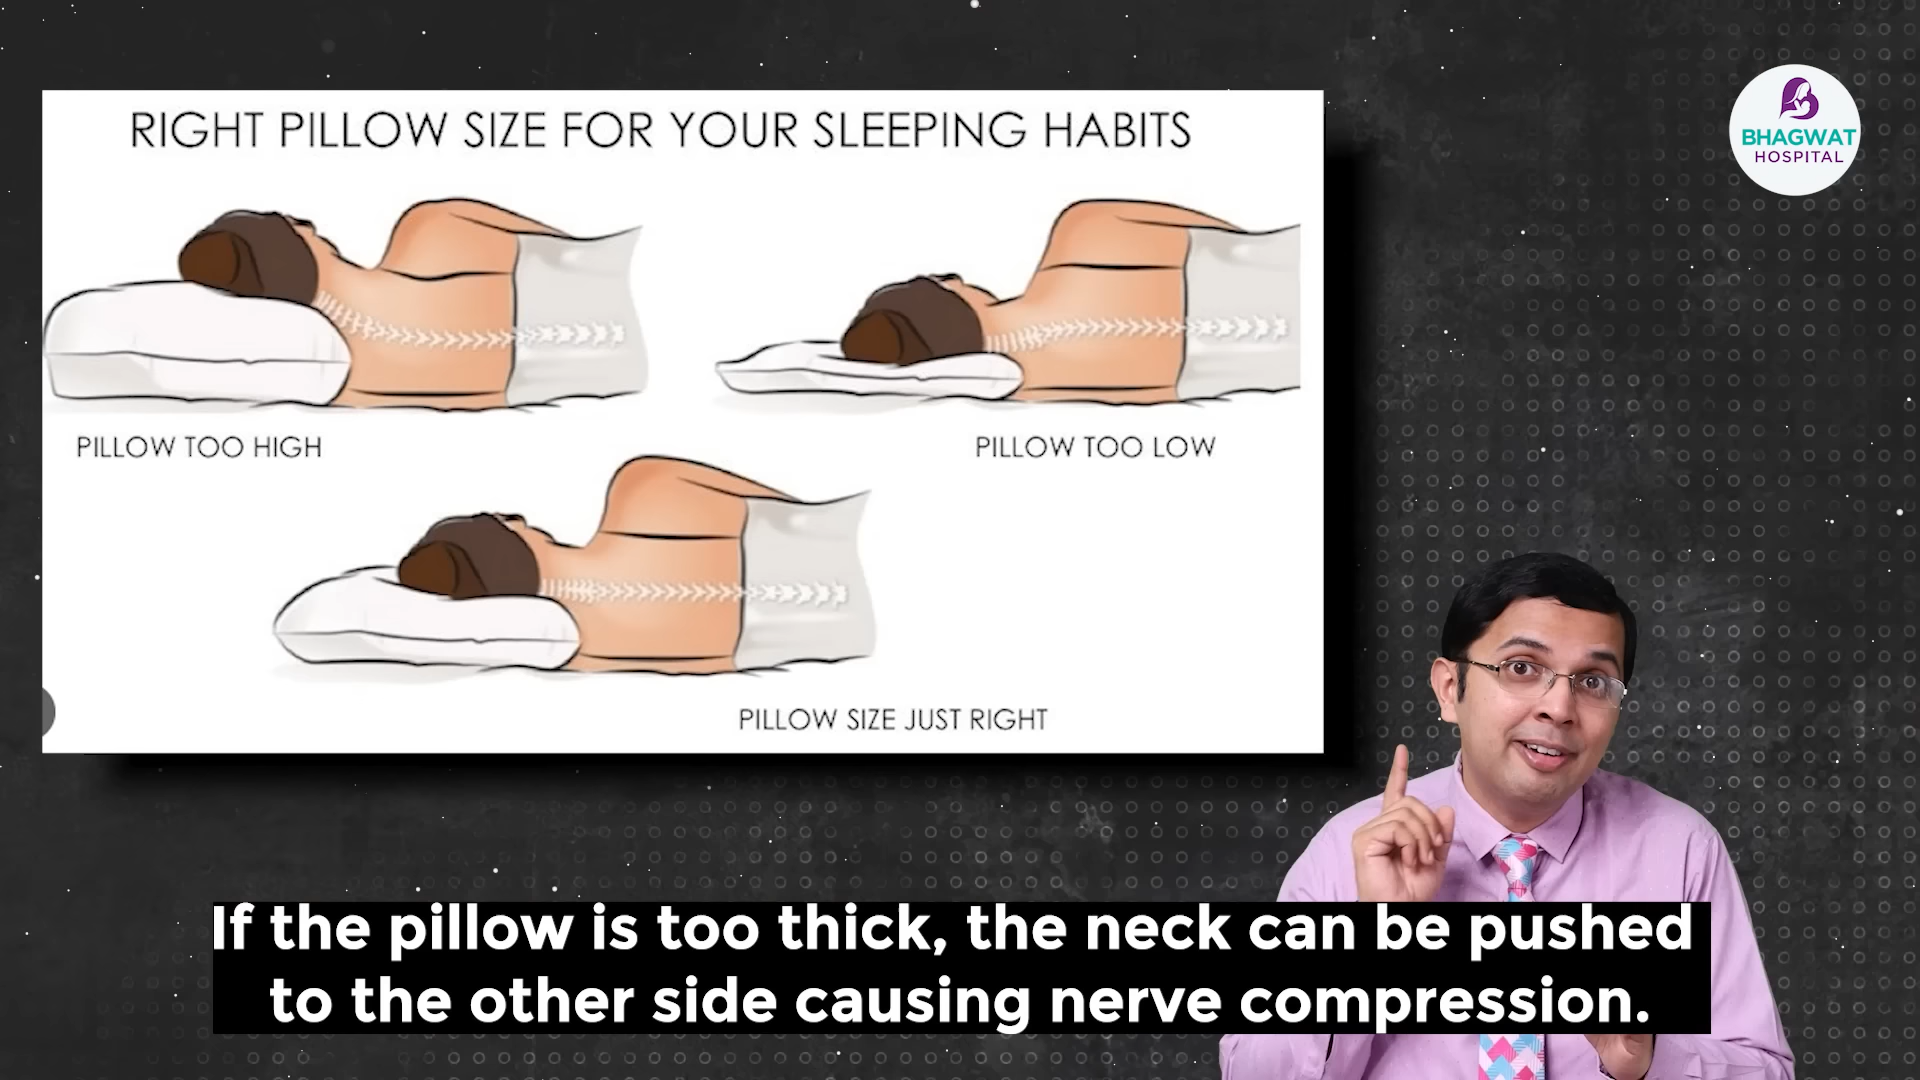 RIGHT PILLOW SIZE FOR YOUR SLEEPING HABITS
BHAGWAT
HOSPITAL
PILLOW TOO HIGH
PILLOW TOO LOW
PILLOW SIZE JUST RIGHT
If the pillow is too thick, the neck can be pushed
to the other side causing nerve compression.